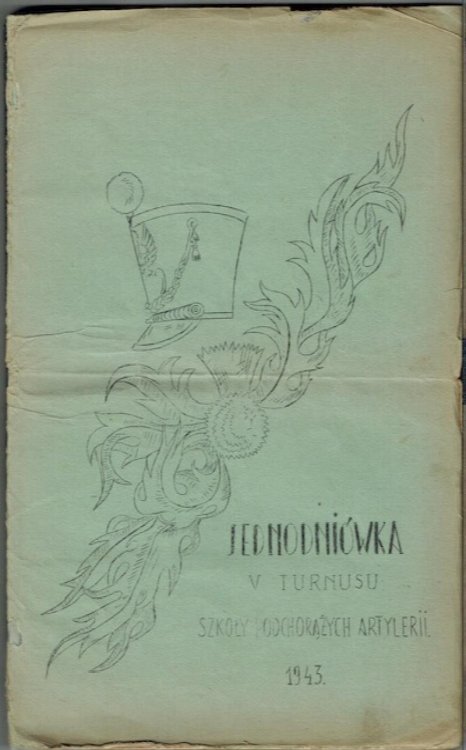 JEDNODNIÓWKA
V TURNUSU
SZKOŁY PODCHORĄŻYCH ARTYLERII.
1943.